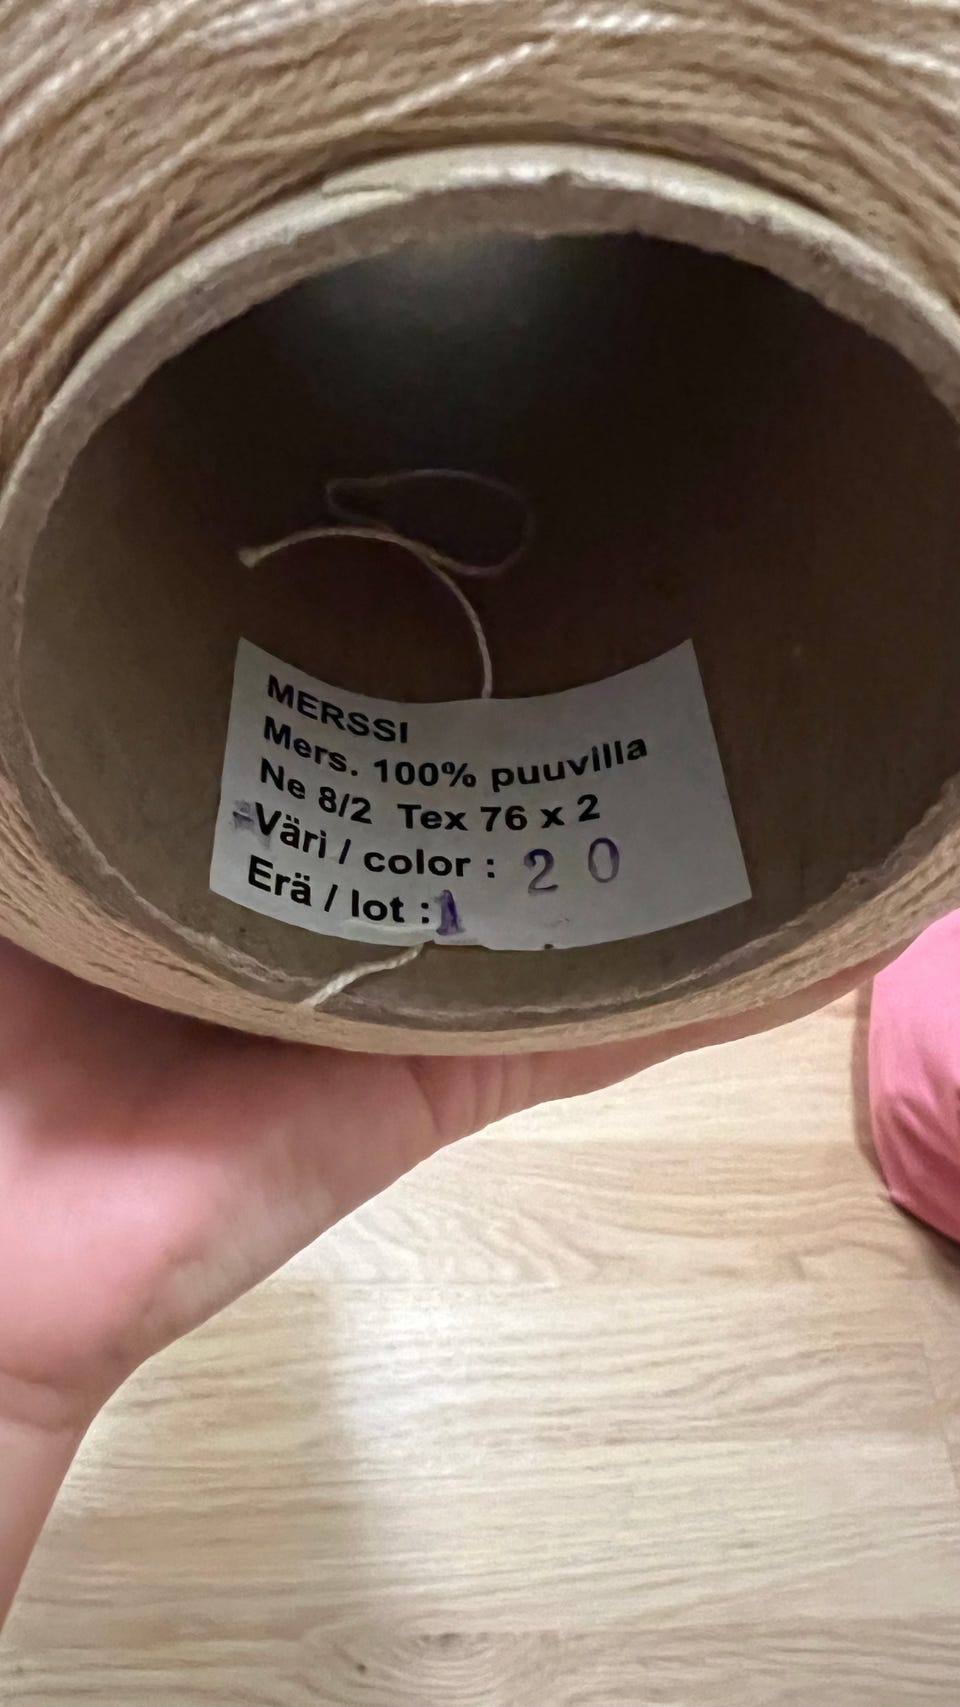 MERSSI
Mers. 100% puuvilla
Ne 8/2 Tex 76 x 2
Väri / color : 20
Erä / lot : 1